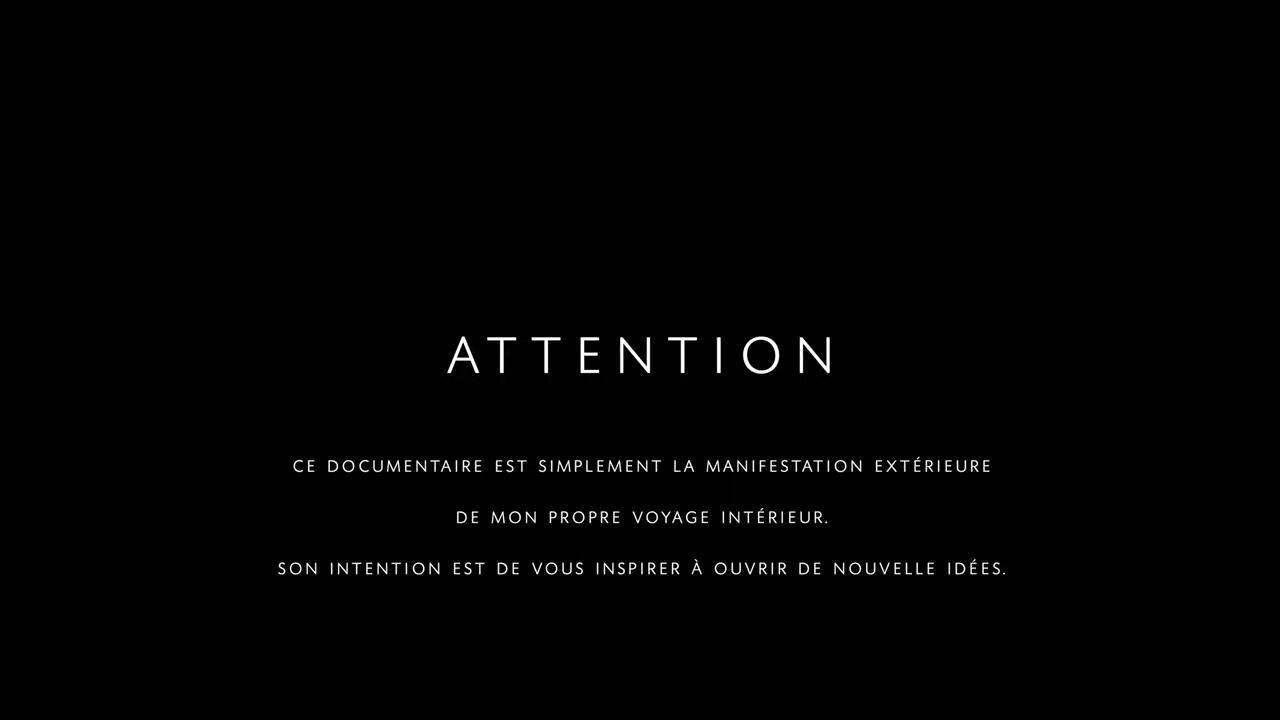 ATTENTION
CE DOCUMENTAIRE EST SIMPLEMENT LA MANIFESTATION EXTÉRIEURE
DE MON PROPRE VOYAGE INTÉRIEUR.
SON INTENTION EST DE VOUS INSPIRER À OUVRIR DE NOUVELLE IDÉES.